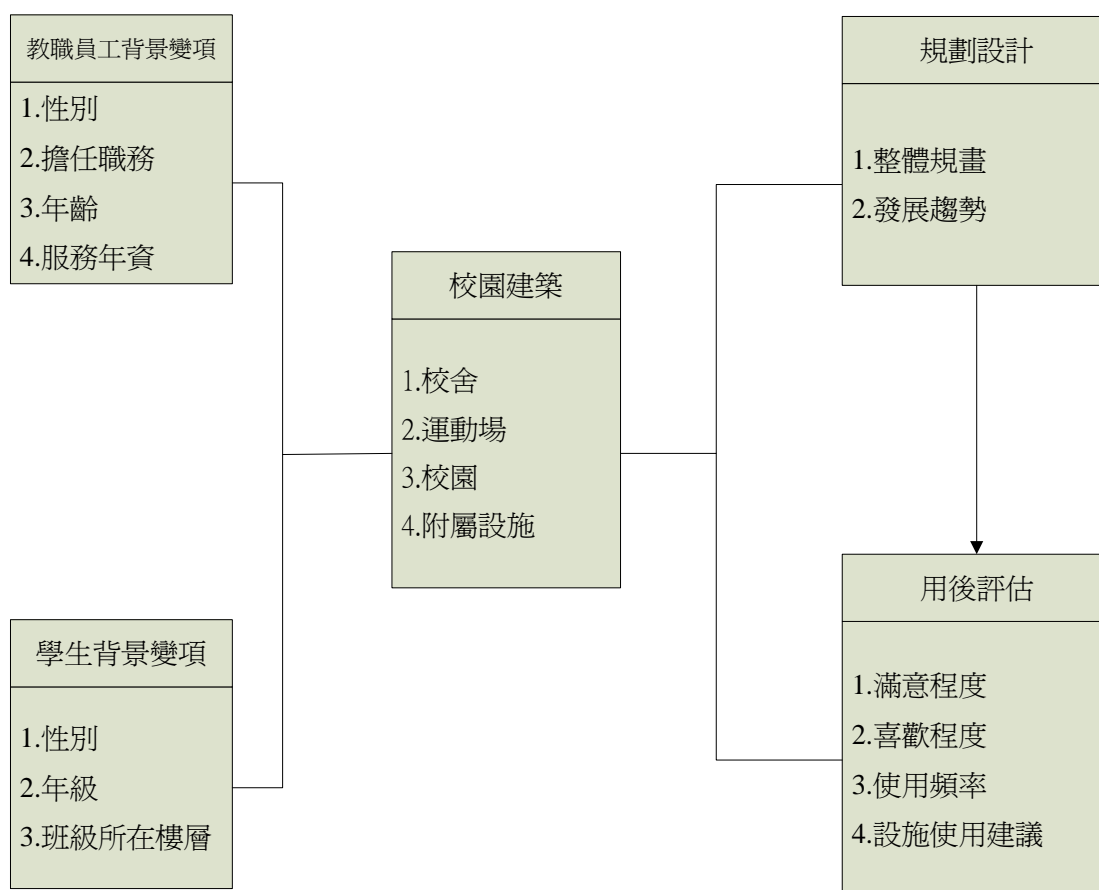 教職員工背景變項
1.性別
2.擔任職務
3.年齡
4.服務年資
學生背景變項
1.性別
2.年級
3.班級所在樓層
校園建築
1.校舍
2.運動場
3.校園
4.附屬設施
規劃設計
1.整體規畫
2.發展趨勢
用後評估
1.滿意程度
2.喜歡程度
3.使用頻率
4.設施使用建議